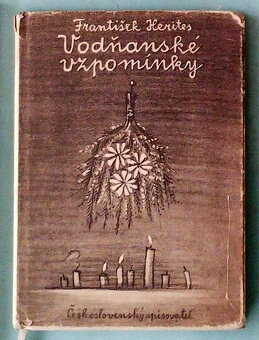 František Herites
Vodňanské
vzpomínky
Československý spisovatel